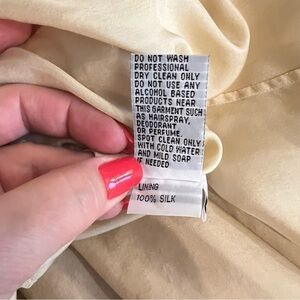 DO NOT WASH
PROFESSIONAL
DRY CLEAN ONLY
DO NOT USE ANY
ALCOHOL BASED
PRODUCTS NEAR
THIS GARMENT SUCH
AS HAIRSPRAY,
DEODORANT
OR PERFUME.
SPOT CLEAN ONLY
WITH COLD WATER
AND MILD SOAP
IF NEEDED
LINING
100% SILK